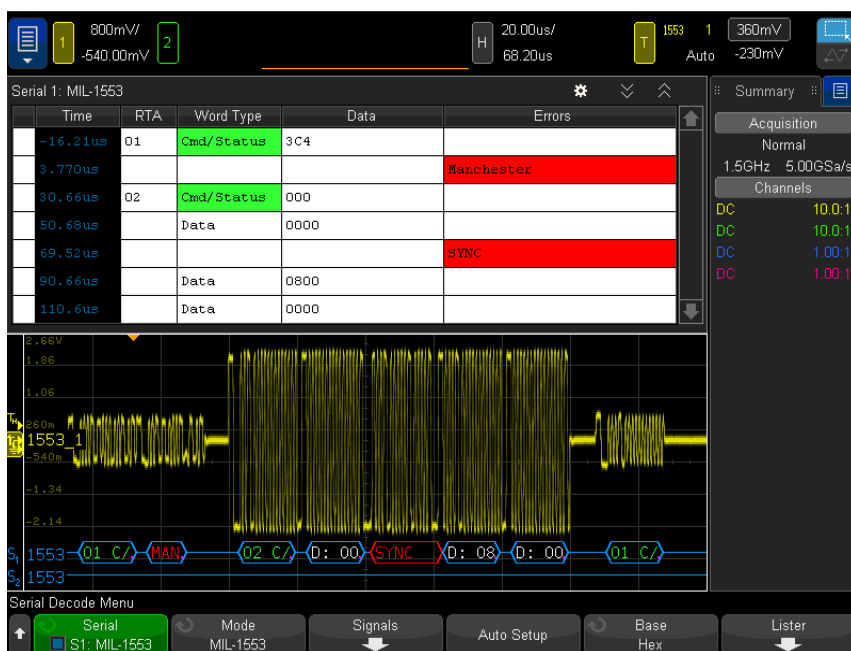 1 800mV/ 2 H 20.00us/ T 1553 1 360mV
-540.00mV 68.20us Auto -230mV
Serial 1: MIL-1553
Time RTA Word Type Data Errors
-16.21us 01 Cmd/Status 3C4
3.770us Manchester
30.66us 02 Cmd/Status 000
50.68us Data 0000
69.52us SYNC
90.66us Data 0800
110.6us Data 0000
Summary
Acquisition
Normal
1.5GHz 5.00GSa/s
Channels
DC 10.0:1
DC 10.0:1
DC 1.00:1
DC 1.00:1
2.66V
1.86
1.06
260m
1553_1
-540m
-1.34
-2.14
S1 1553 01 C/ MAN 02 C/ D: 00 SYNC D: 08 D: 00 01 C/
S2 1553
Serial Decode Menu
Serial Mode Signals Auto Setup Base Lister
S1: MIL-1553 MIL-1553 Hex